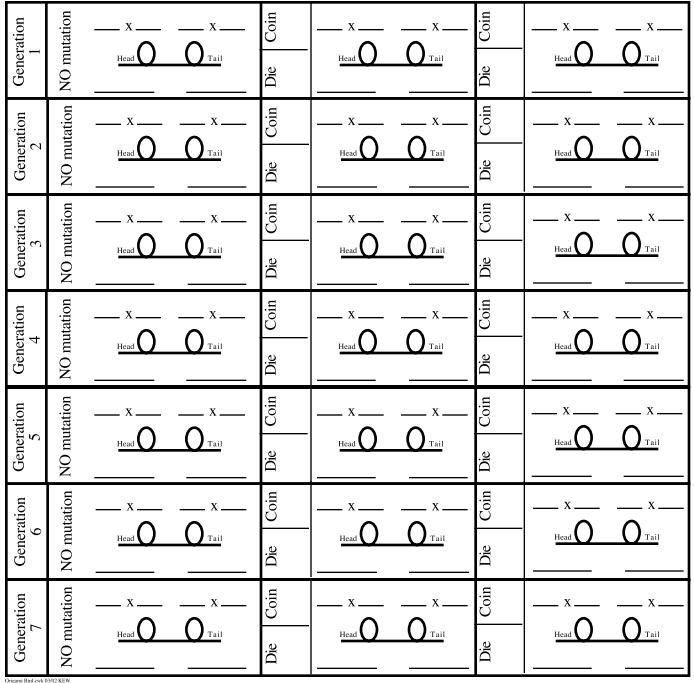 Generation 1 NO mutation x x Head Tail Coin Die x x Head Tail Coin Die x x Head Tail
Generation 2 NO mutation x x Head Tail Coin Die x x Head Tail Coin Die x x Head Tail
Generation 3 NO mutation x x Head Tail Coin Die x x Head Tail Coin Die x x Head Tail
Generation 4 NO mutation x x Head Tail Coin Die x x Head Tail Coin Die x x Head Tail
Generation 5 NO mutation x x Head Tail Coin Die x x Head Tail Coin Die x x Head Tail
Generation 6 NO mutation x x Head Tail Coin Die x x Head Tail Coin Die x x Head Tail
Generation 7 NO mutation x x Head Tail Coin Die x x Head Tail Coin Die x x Head Tail
Origami Bird.cwk 03/02 KEW